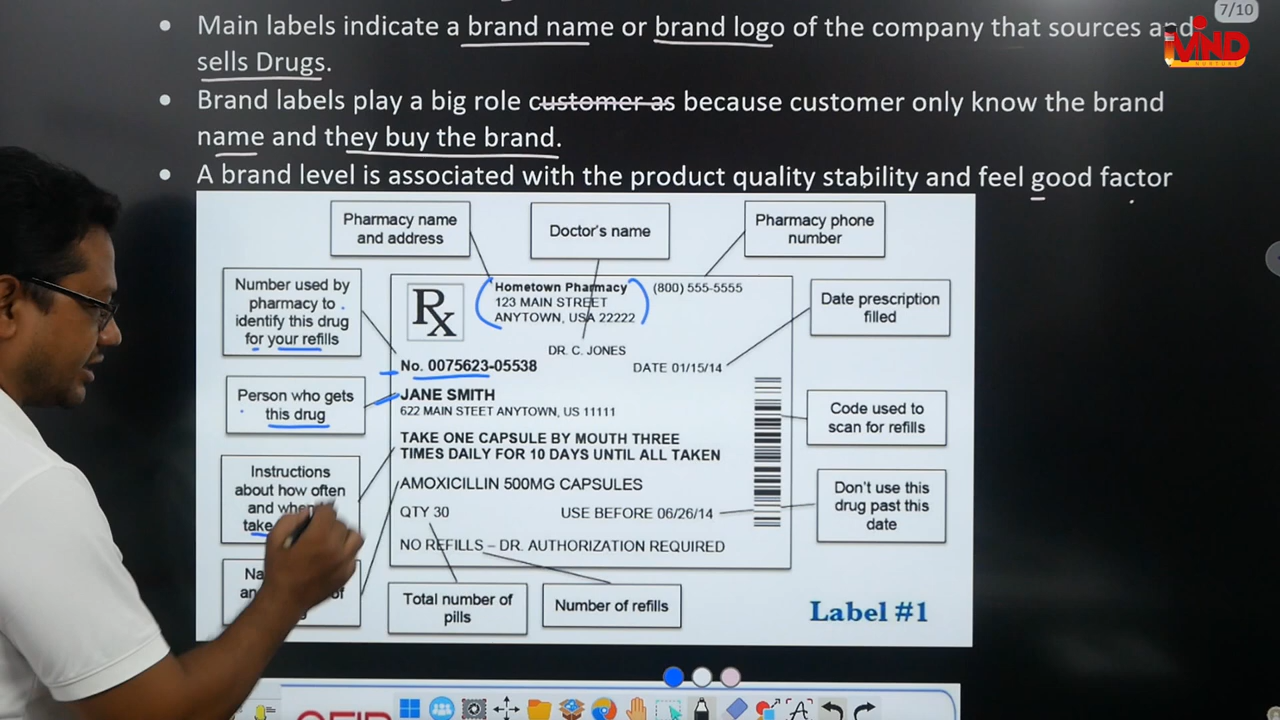 7/10
Main labels indicate a brand name or brand logo of the company that sources and
iMIND
NURTURE
sells Drugs.
Brand labels play a big role customer as because customer only know the brand
name and they buy the brand.
A brand level is associated with the product quality stability and feel good factor
Pharmacy name
and address
Doctor's name
Pharmacy phone
number
Number used by
pharmacy to
identify this drug
for your refills
Rx
Hometown Pharmacy
(800) 555-5555
123 MAIN STREET
ANYTOWN, USA 22222
Date prescription
filled
DR. C. JONES
No. 0075623-05538
DATE 01/15/14
Person who gets
this drug
JANE SMITH
622 MAIN STEET ANYTOWN, US 11111
Code used to
scan for refills
TAKE ONE CAPSULE BY MOUTH THREE
TIMES DAILY FOR 10 DAYS UNTIL ALL TAKEN
Instructions
about how often
and when
take
AMOXICILLIN 500MG CAPSULES
QTY 30
USE BEFORE 06/26/14
Don't use this
drug past this
date
NO REFILLS – DR. AUTHORIZATION REQUIRED
Total number of
pills
Number of refills
Label #1